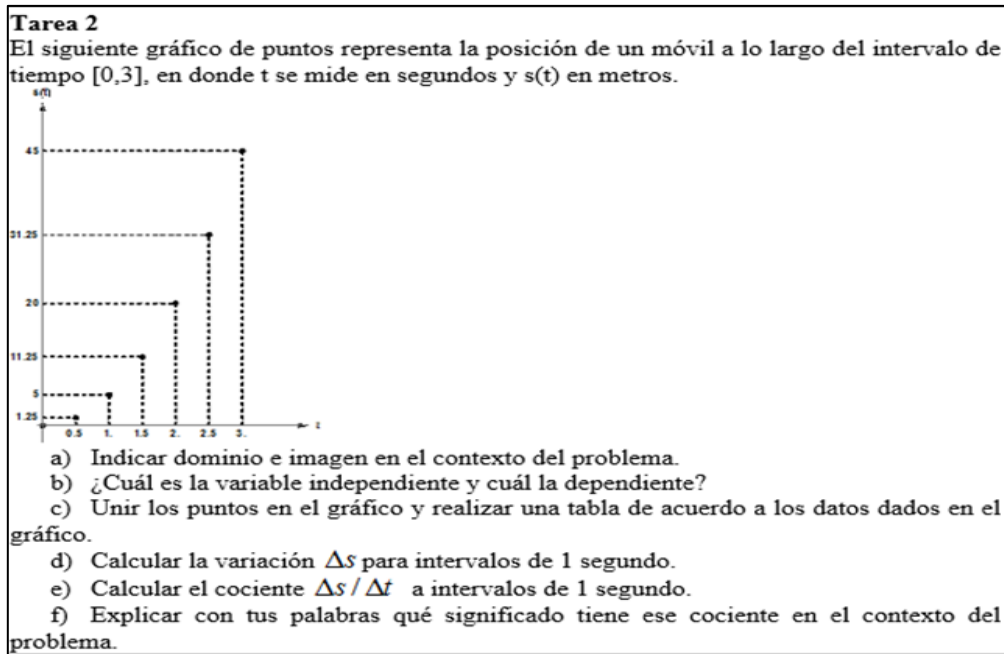 Tarea 2
El siguiente gráfico de puntos representa la posición de un móvil a lo largo del intervalo de
tiempo [0,3], en donde t se mide en segundos y s(t) en metros.
s(t)
45
31.25
20
11.25
5
1.25
0.5 1. 1.5 2. 2.5 3. t
a) Indicar dominio e imagen en el contexto del problema.
b) ¿Cuál es la variable independiente y cuál la dependiente?
c) Unir los puntos en el gráfico y realizar una tabla de acuerdo a los datos dados en el
gráfico.
d) Calcular la variación Δs para intervalos de 1 segundo.
e) Calcular el cociente Δs / Δt a intervalos de 1 segundo.
f) Explicar con tus palabras qué significado tiene ese cociente en el contexto del
problema.